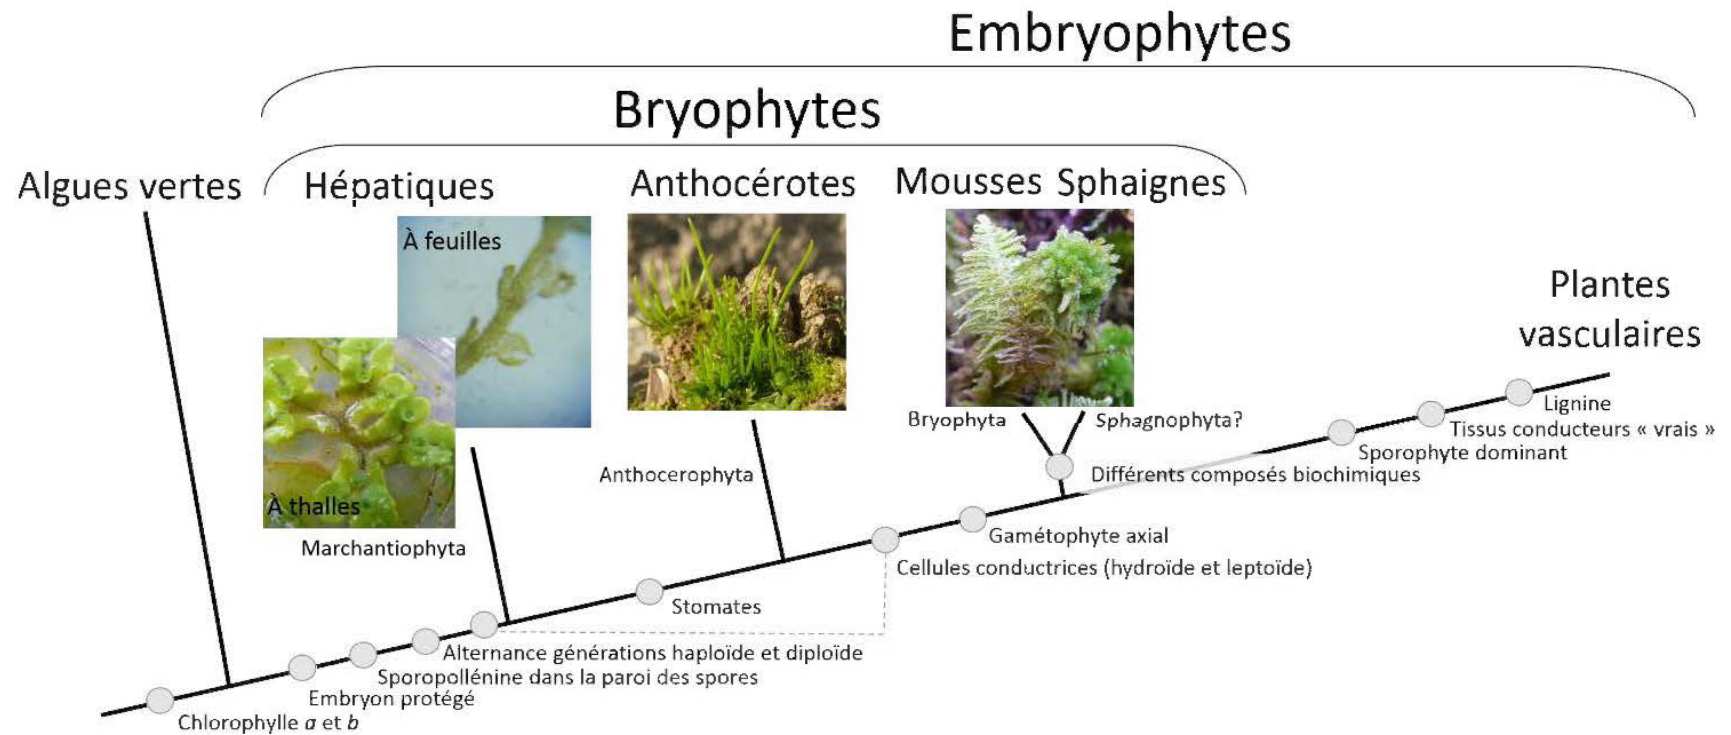 Embryophytes
Bryophytes
Algues vertes
Hépatiques
Anthocérotes
Mousses Sphaignes
À feuilles
À thalles
Plantes
vasculaires
Bryophyta
Sphagnophyta?
Anthocerophyta
Marchantiophyta
Lignine
Tissus conducteurs « vrais »
Sporophyte dominant
Différents composés biochimiques
Gamétophyte axial
Cellules conductrices (hydroïde et leptoïde)
Stomates
Alternance générations haploïde et diploïde
Sporopollénine dans la paroi des spores
Embryon protégé
Chlorophylle a et b